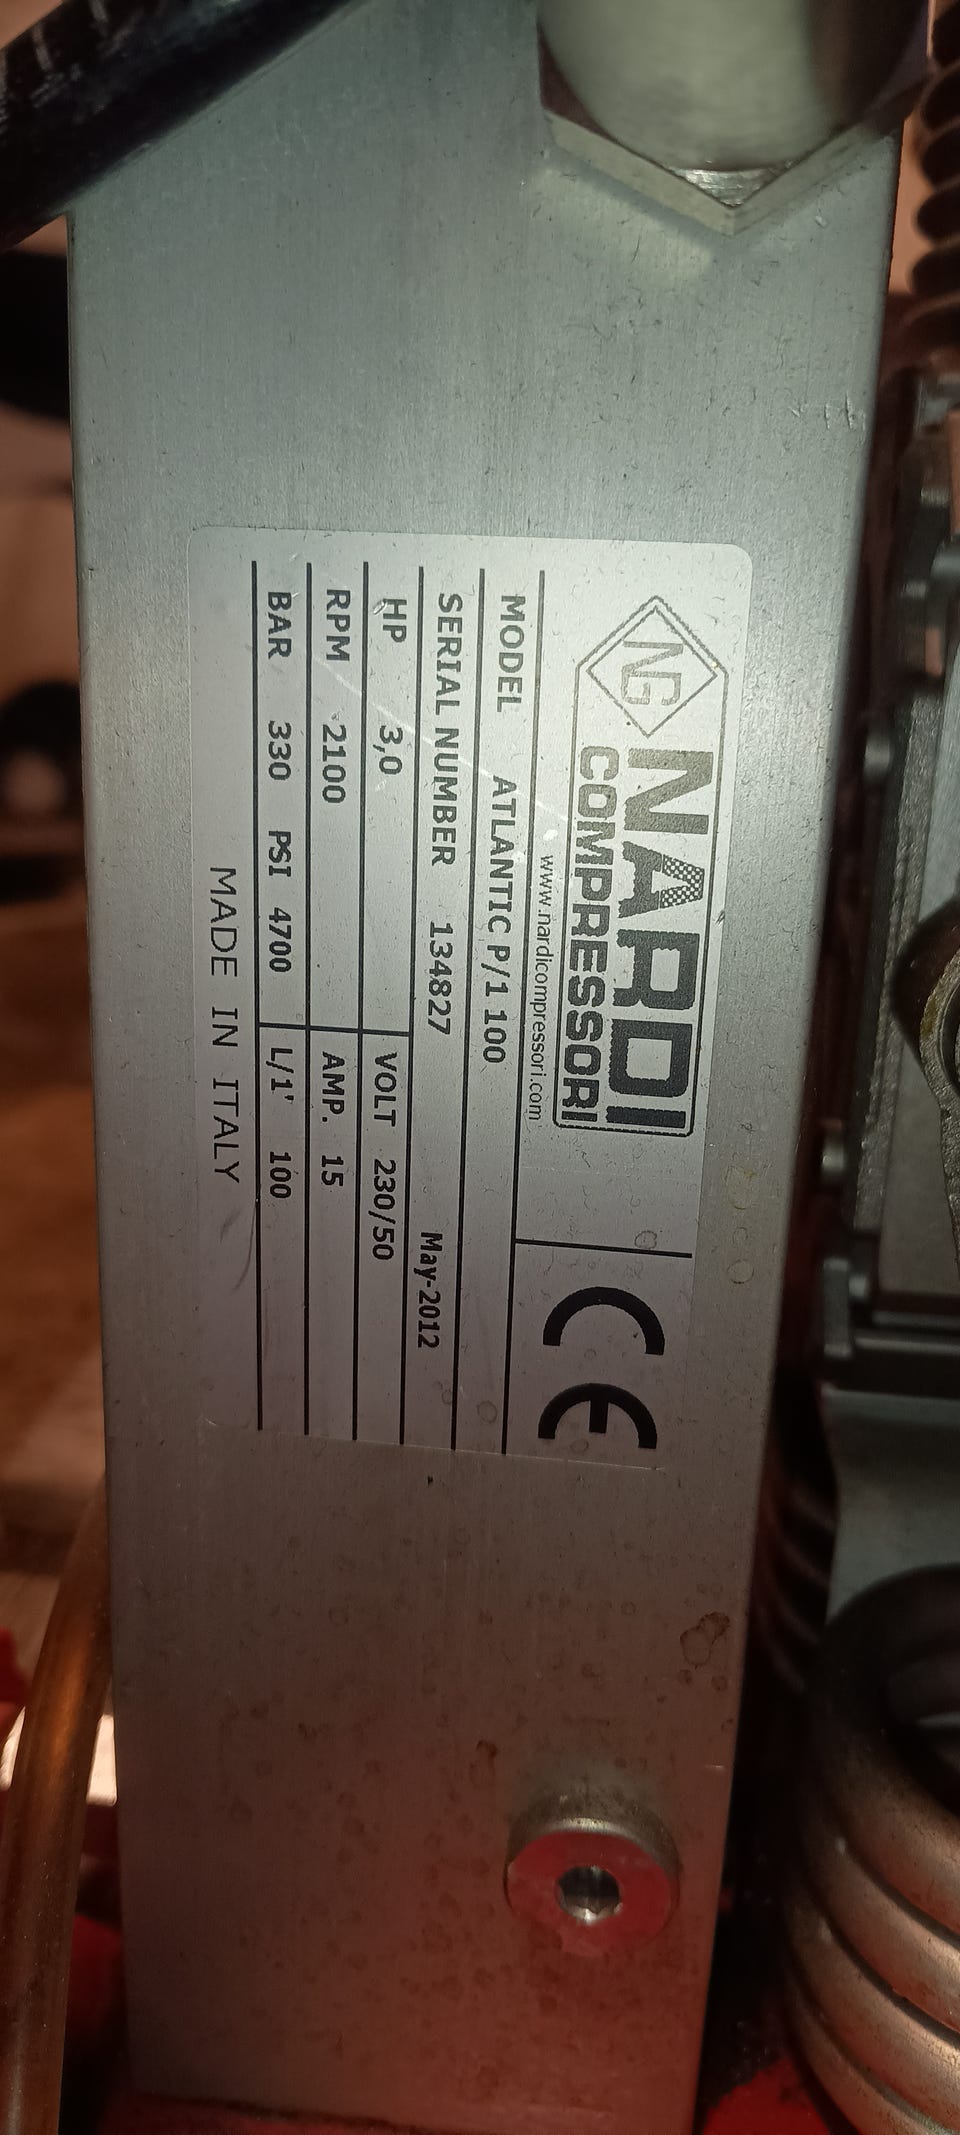 NG NARDI
COMPRESSORI
www.nardicompressori.com
CE
MODEL ATLANTIC P/1 100
SERIAL NUMBER 134827 May-2012
HP 3,0 VOLT 230/50
RPM 2100 AMP. 15
BAR 330 PSI 4700 L/1' 100
MADE IN ITALY